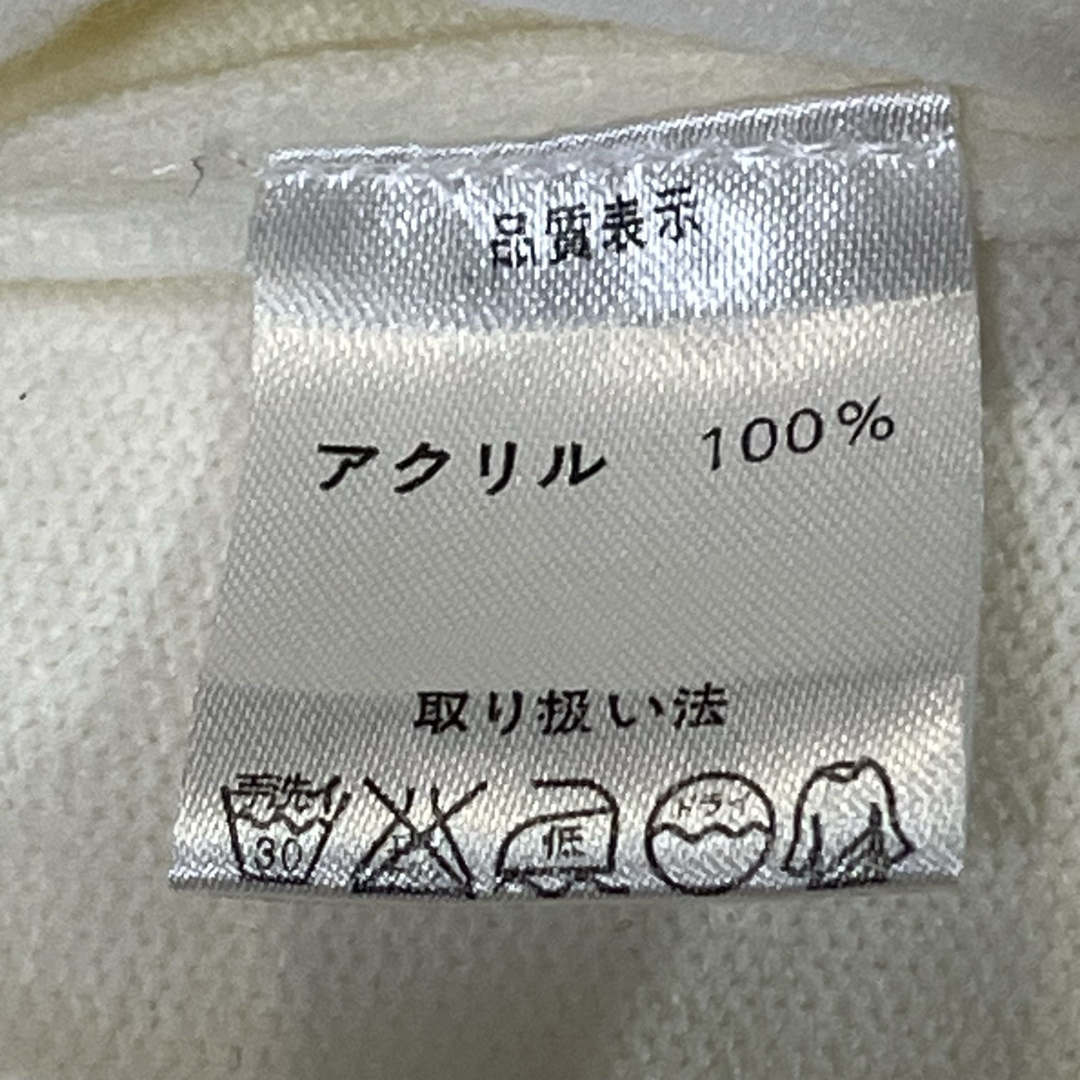 品質表示
アクリル 100%
取り扱い法
手洗イ 30 低 ドライ